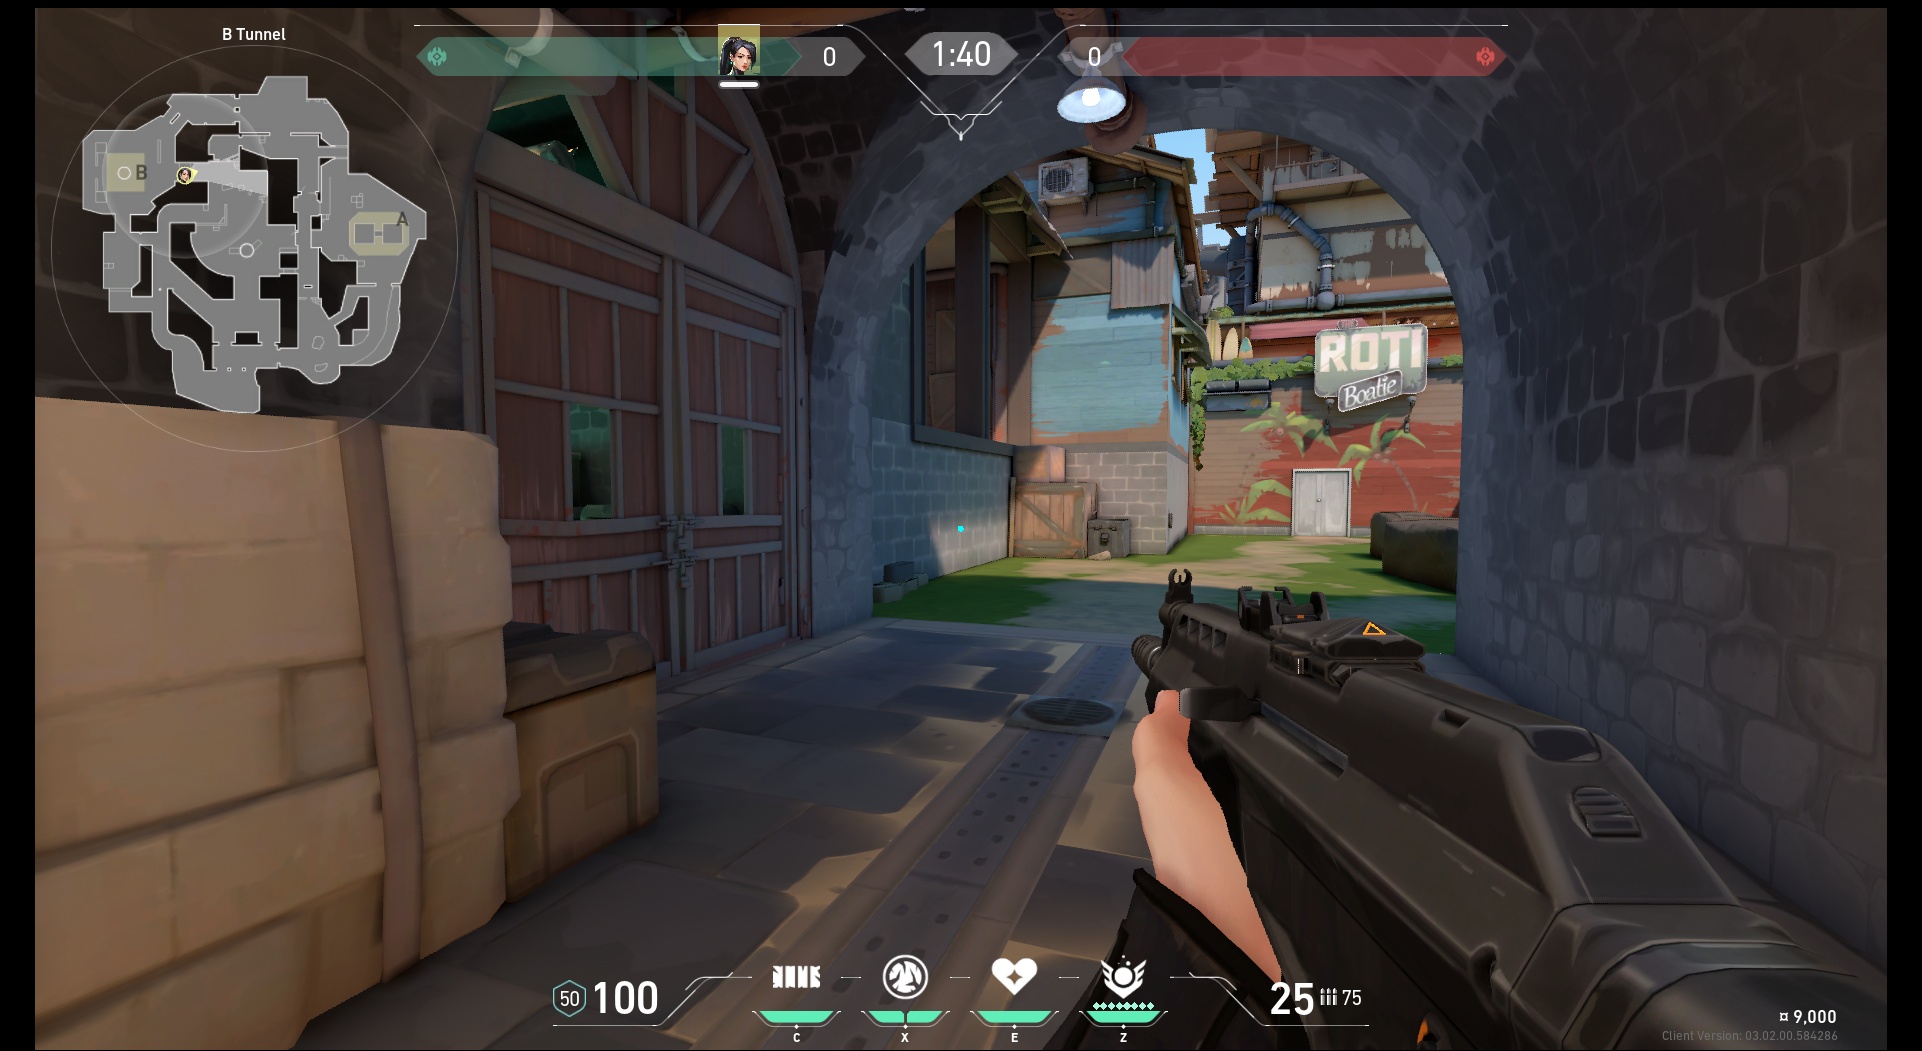 B Tunnel
0
1:40
0
B
A
ROTI
Boatie
50
100
C
X
E
Z
25
75
¤ 9,000
Client Version: 03.02.00.584286